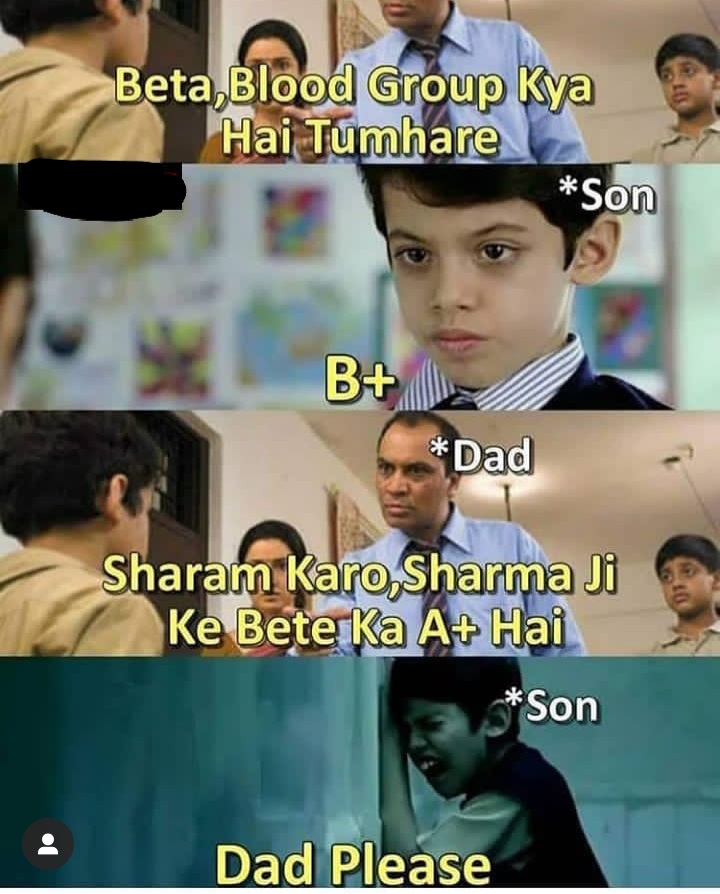 Beta,Blood Group Kya
Hai Tumhare
*Son
B+
*Dad
Sharam Karo,Sharma Ji
Ke Bete Ka A+ Hai
*Son
Dad Please